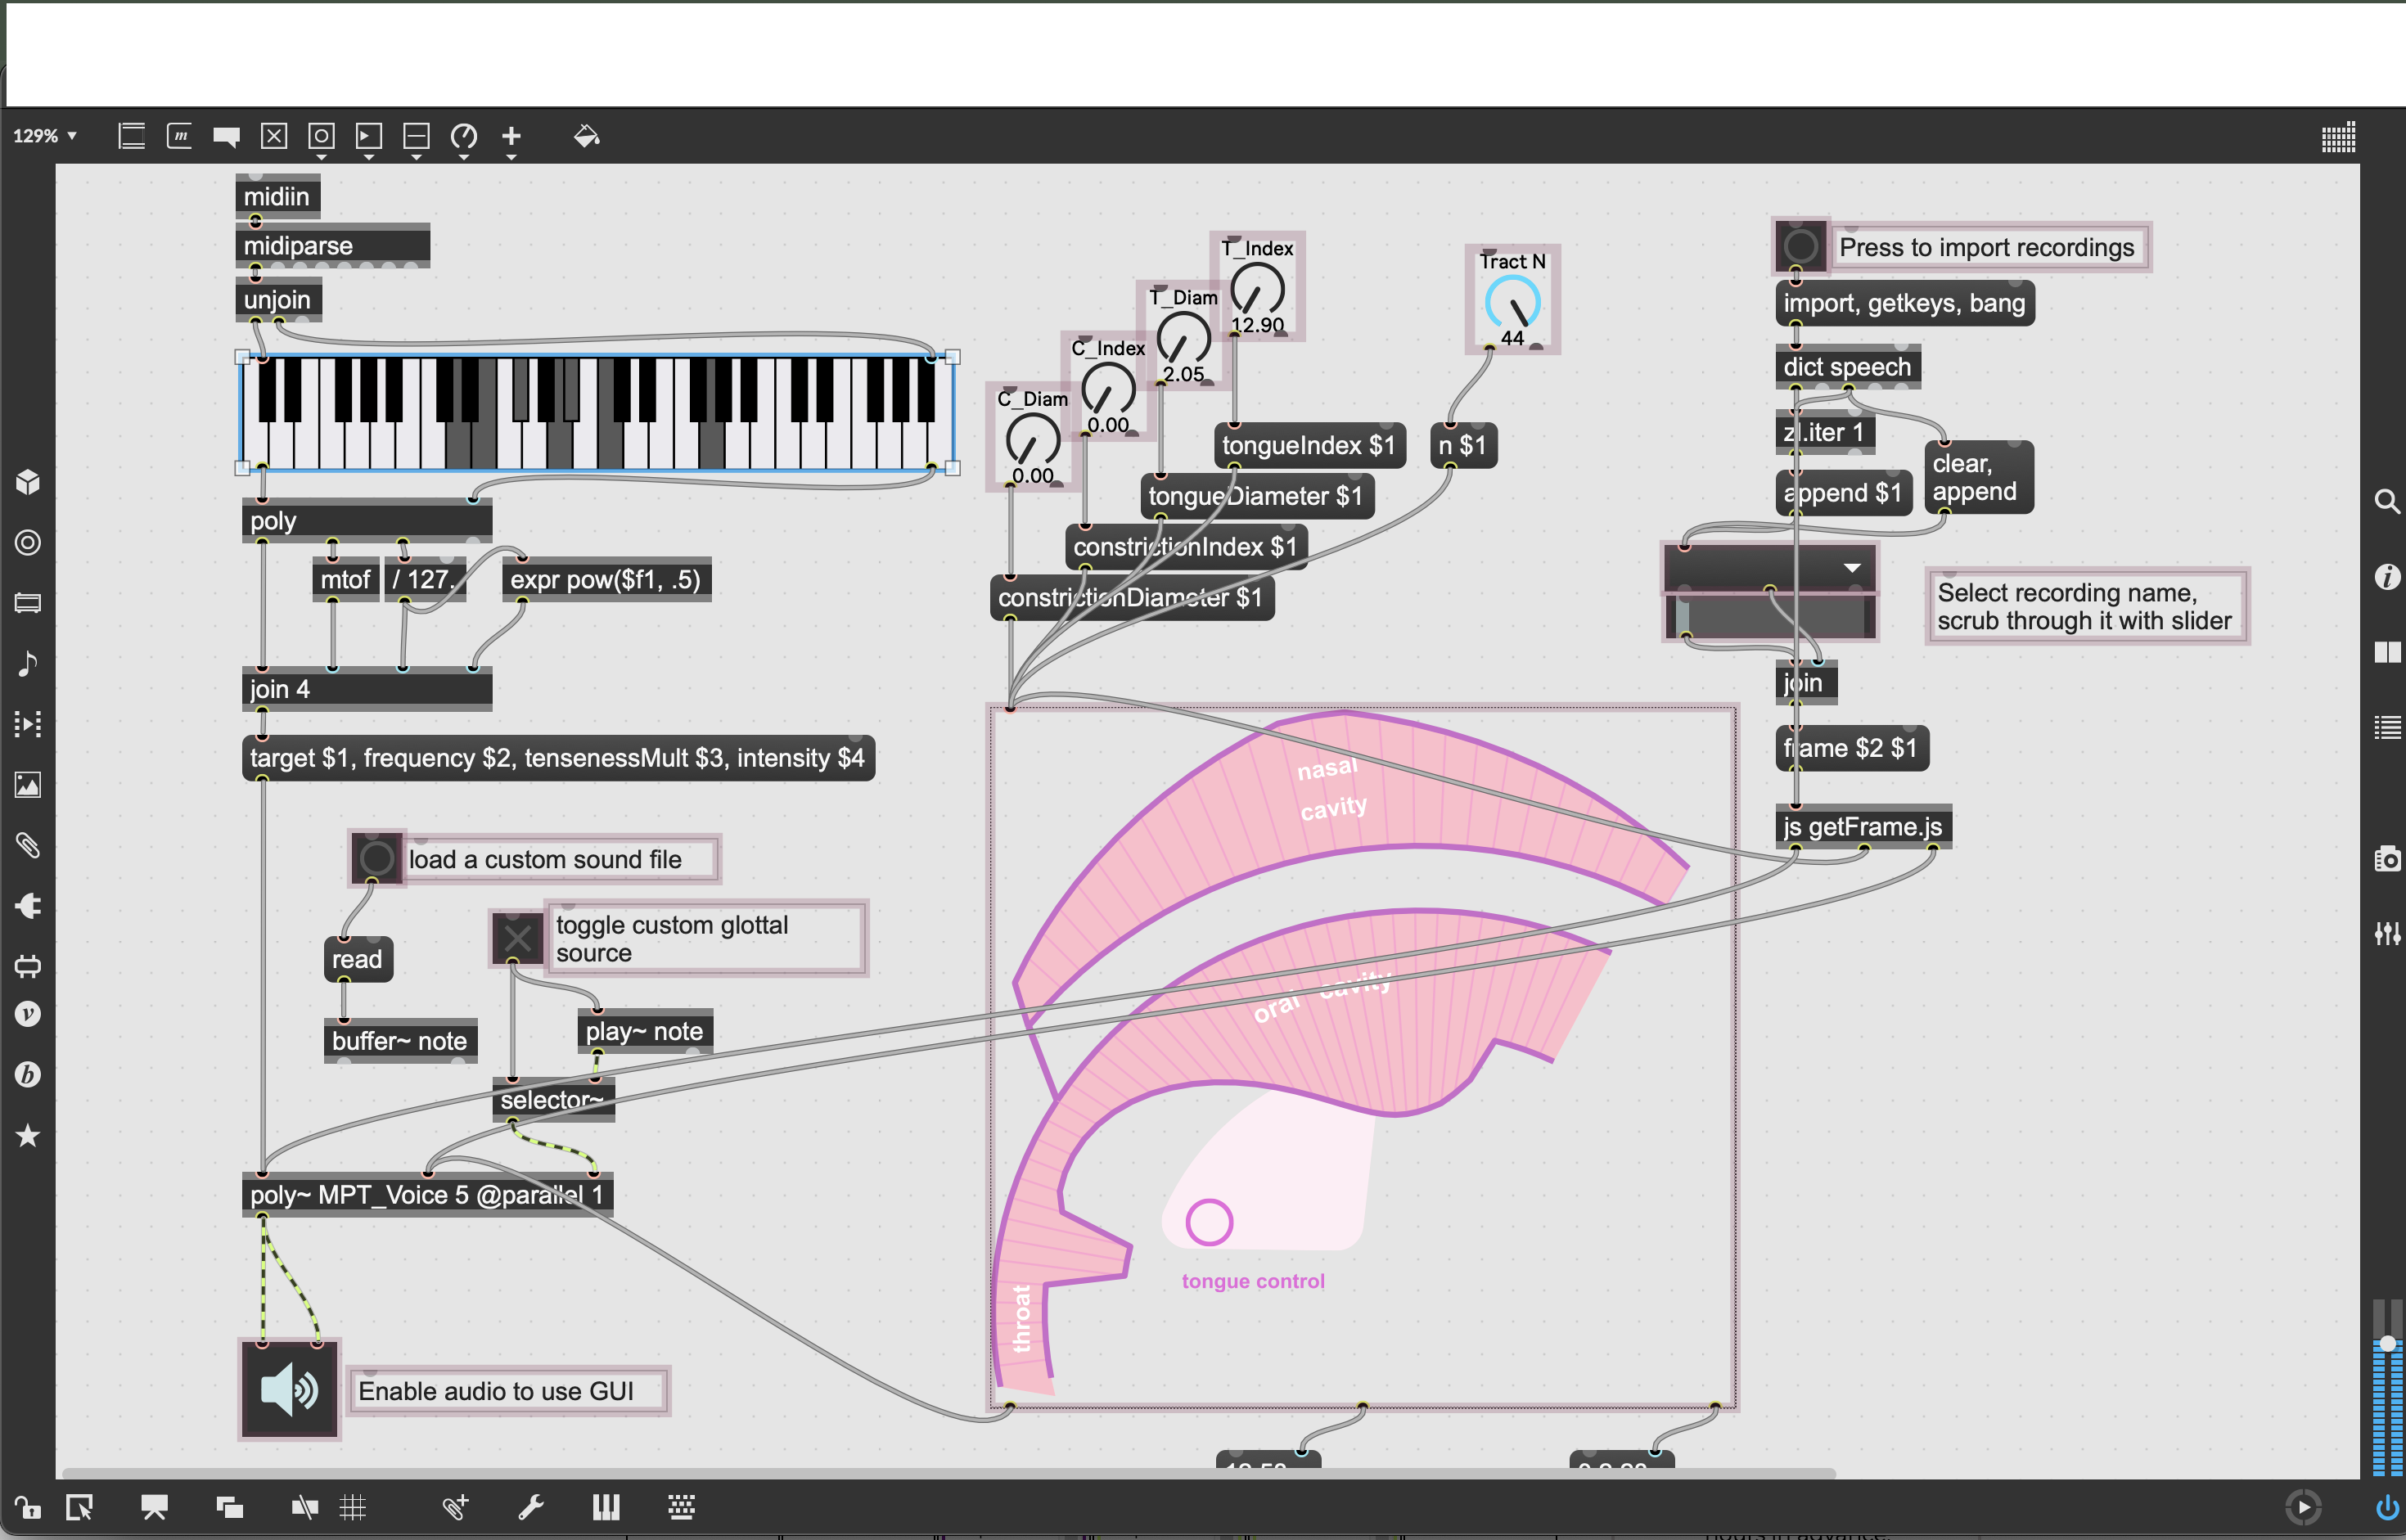 129%
midiin
midiparse
unjoin
poly
mtof
/ 127.
expr pow($f1, .5)
join 4
target $1, frequency $2, tensenessMult $3, intensity $4
load a custom sound file
toggle custom glottal
source
read
buffer~ note
play~ note
selector~
poly~ MPT_Voice 5 @parallel 1
Enable audio to use GUI
T_Index
12.90
T_Diam
2.05
C_Index
0.00
C_Diam
0.00
Tract N
44
tongueIndex $1
n $1
tongueDiameter $1
constrictionIndex $1
constrictionDiameter $1
nasal
cavity
oral cavity
tongue control
throat
Press to import recordings
import, getkeys, bang
dict speech
zl.iter 1
clear,
append
append $1
Select recording name,
scrub through it with slider
join
frame $2 $1
js getFrame.js